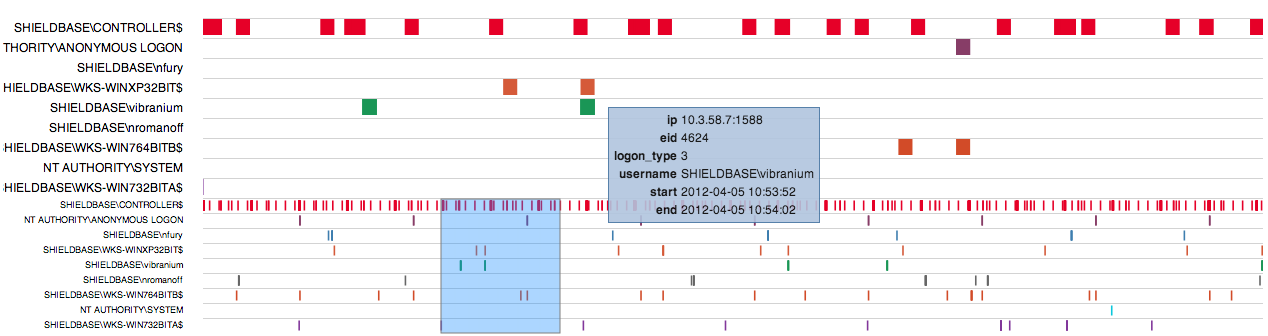 SHIELDBASE\CONTROLLER$
THORITY\ANONYMOUS LOGON
SHIELDBASE\nfury
HIELDBASE\WKS-WINXP32BIT$
SHIELDBASE\vibranium
SHIELDBASE\nromanoff
HIELDBASE\WKS-WIN764BITB$
NT AUTHORITY\SYSTEM
HIELDBASE\WKS-WIN732BITA$
ip 10.3.58.7:1588
eid 4624
logon_type 3
username SHIELDBASE\vibranium
start 2012-04-05 10:53:52
end 2012-04-05 10:54:02
SHIELDBASE\CONTROLLER$
NT AUTHORITY\ANONYMOUS LOGON
SHIELDBASE\nfury
SHIELDBASE\WKS-WINXP32BIT$
SHIELDBASE\vibranium
SHIELDBASE\nromanoff
SHIELDBASE\WKS-WIN764BITB$
NT AUTHORITY\SYSTEM
SHIELDBASE\WKS-WIN732BITA$